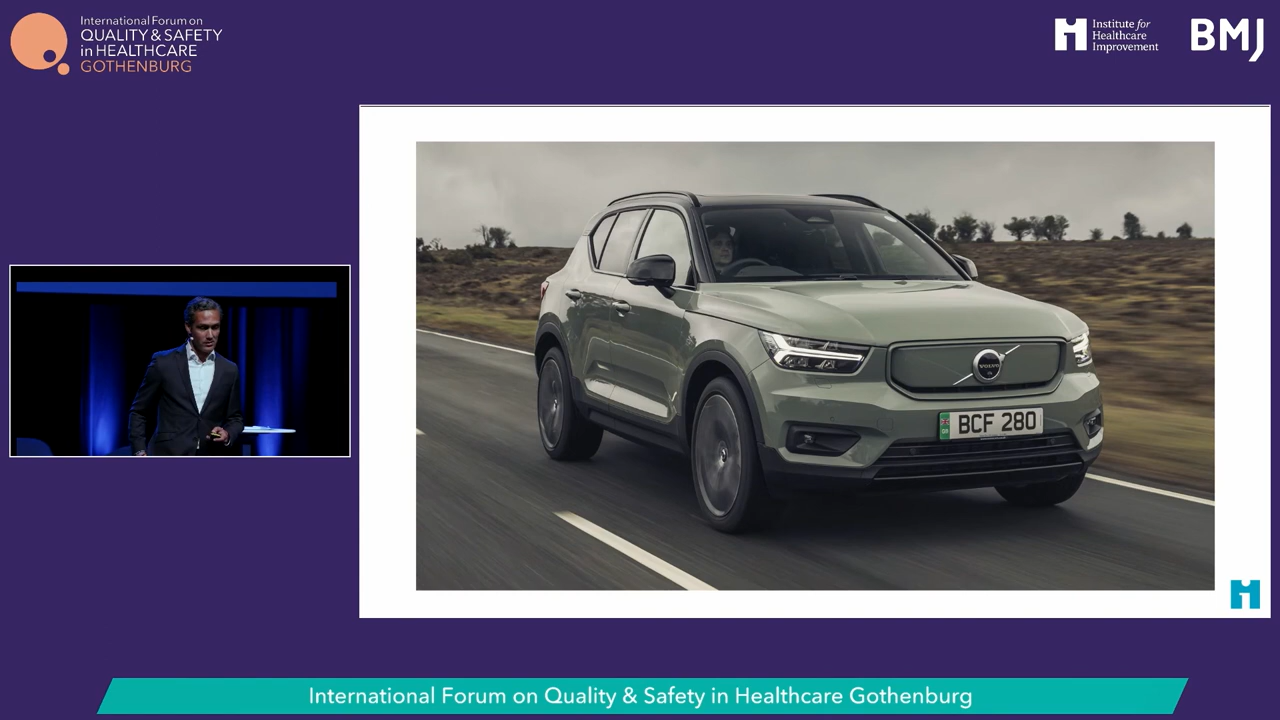 International Forum on
QUALITY & SAFETY
in HEALTHCARE
GOTHENBURG
Institute for
Healthcare
Improvement
BMJ
VOLVO
BCF 280
International Forum on Quality & Safety in Healthcare Gothenburg